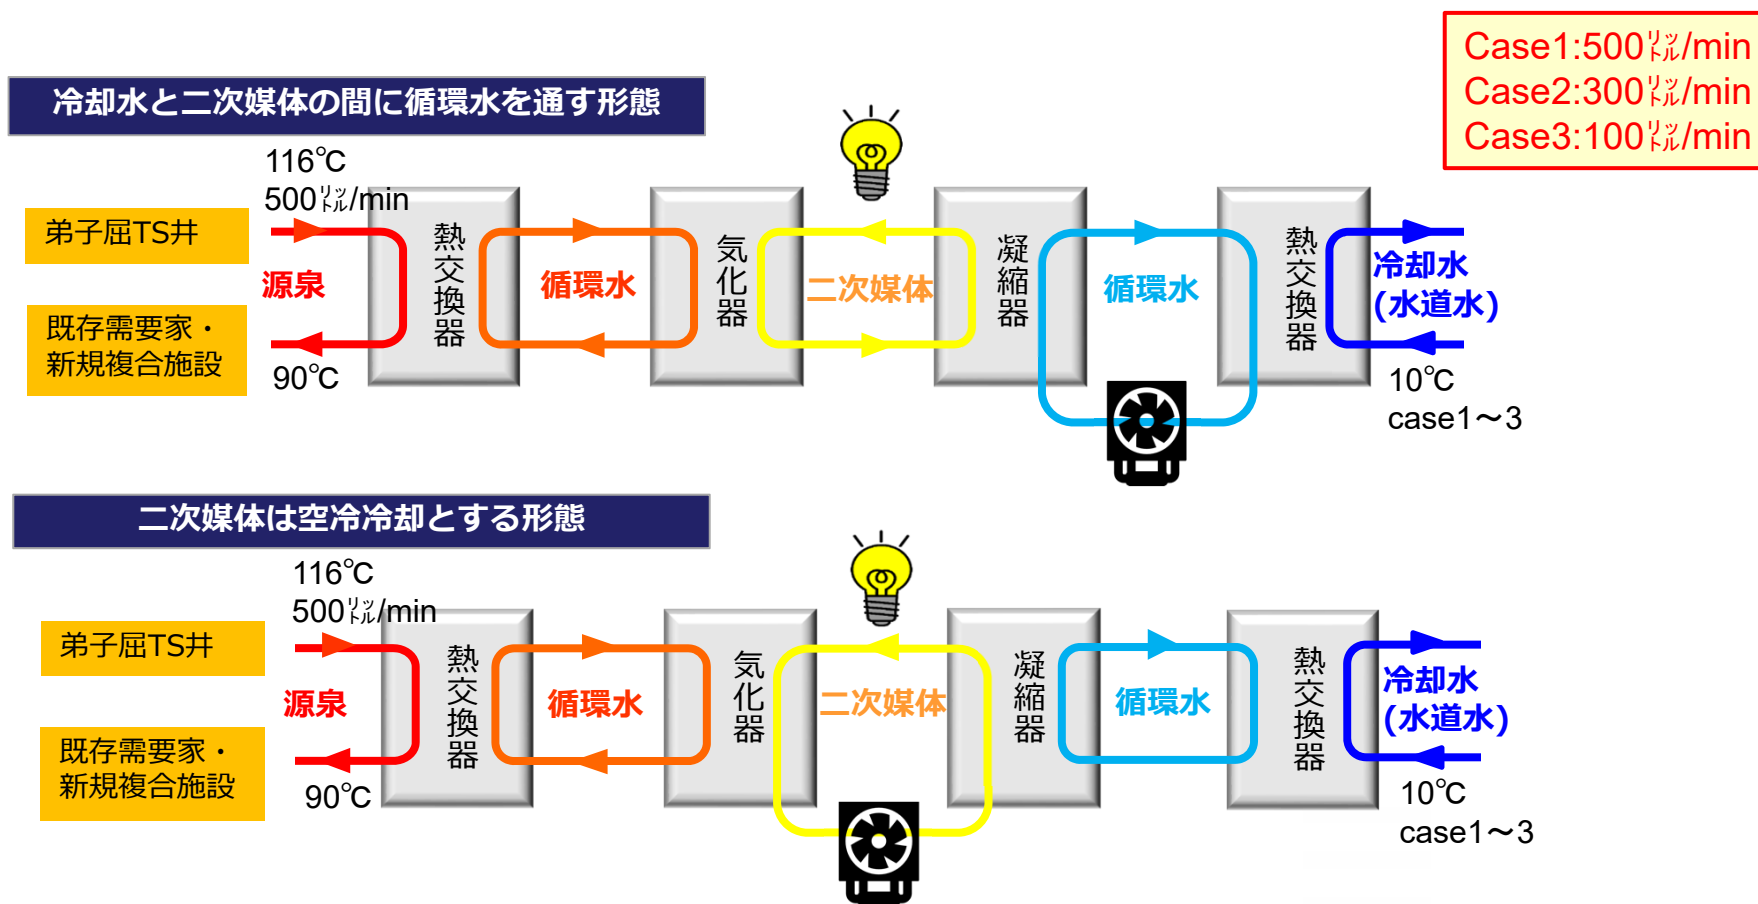 Case1:500㍑/min
Case2:300㍑/min
Case3:100㍑/min
冷却水と二次媒体の間に循環水を通す形態
116℃
500㍑/min
弟子屈TS井
源泉
既存需要家・
新規複合施設
90℃
熱交換器
循環水
気化器
二次媒体
凝縮器
循環水
熱交換器
冷却水
(水道水)
10℃
case1～3
二次媒体は空冷冷却とする形態
116℃
500㍑/min
弟子屈TS井
源泉
既存需要家・
新規複合施設
90℃
熱交換器
循環水
気化器
二次媒体
凝縮器
循環水
熱交換器
冷却水
(水道水)
10℃
case1～3